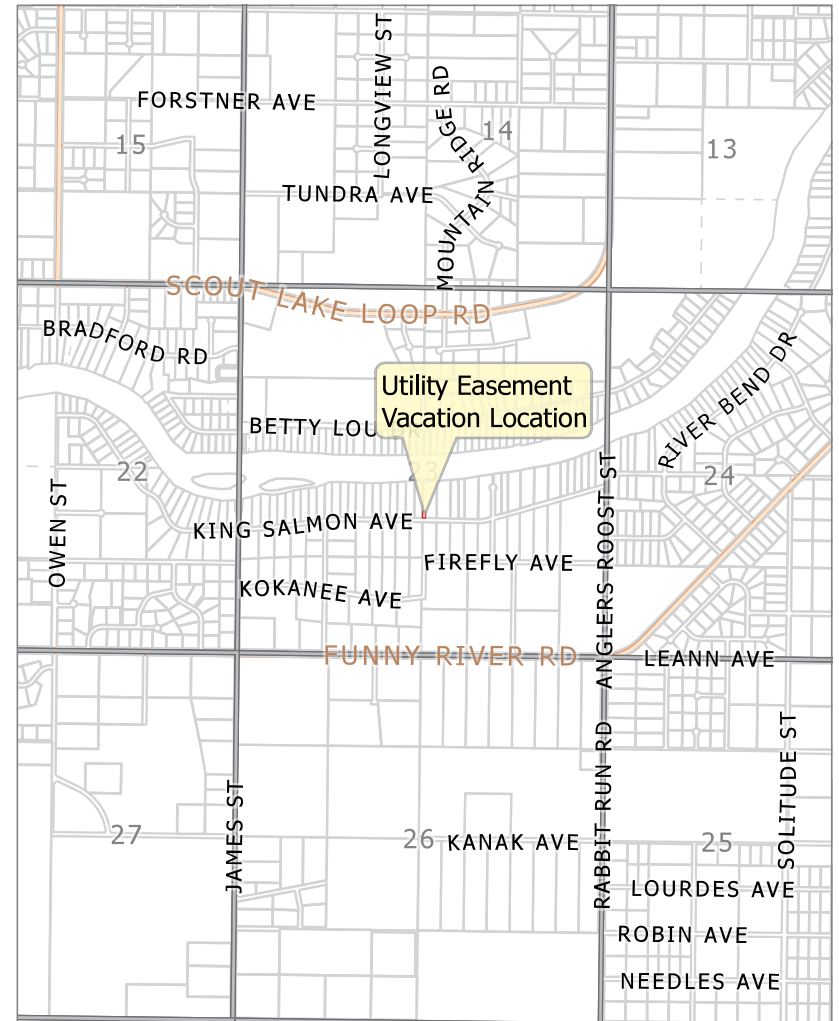 LONGVIEW ST
FORSTNER AVE
MOUNTAIN RIDGE RD
14
15
13
TUNDRA AVE
SCOUT LAKE LOOP RD
BRADFORD RD
RIVER BEND DR
Utility Easement
Vacation Location
BETTY LOU
22
23
24
OWEN ST
KING SALMON AVE
ANGLERS ROOST ST
FIREFLY AVE
KOKANEE AVE
FUNNY RIVER RD
LEANN AVE
SOLITUDE ST
RABBIT RUN RD
JAMES ST
27
26
KANAK AVE
25
LOURDES AVE
ROBIN AVE
NEEDLES AVE